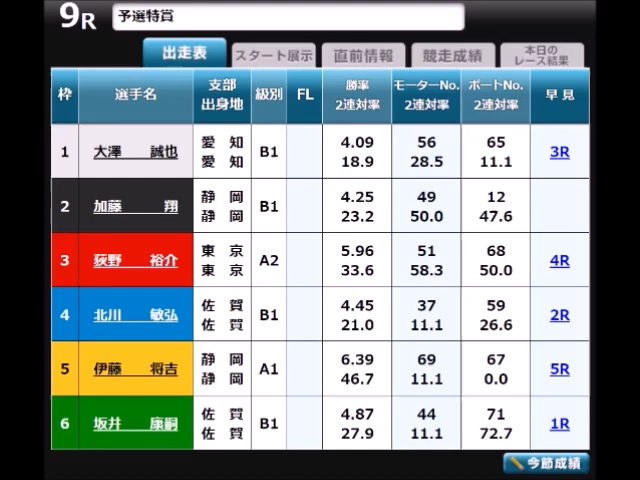 9R 予選特賞
出走表 スタート展示 直前情報 競走成績 本日の
レース結果
枠 選手名 支部 級別 FL 勝率 モーターNo. ボートNo. 早見
出身地 2連対率 2連対率 2連対率
1 大澤 誠也 愛知 B1 4.09 56 65 3R
愛知 18.9 28.5 11.1
2 加藤 翔 静岡 B1 4.25 49 12
静岡 23.2 50.0 47.6
3 荻野 裕介 東京 A2 5.96 51 68 4R
東京 33.6 58.3 50.0
4 北川 敏弘 佐賀 B1 4.45 37 59 2R
佐賀 21.0 11.1 26.6
5 伊藤 将吉 静岡 A1 6.39 69 67 5R
静岡 46.7 11.1 0.0
6 坂井 康嗣 佐賀 B1 4.87 44 71 1R
佐賀 27.9 11.1 72.7
今節成績